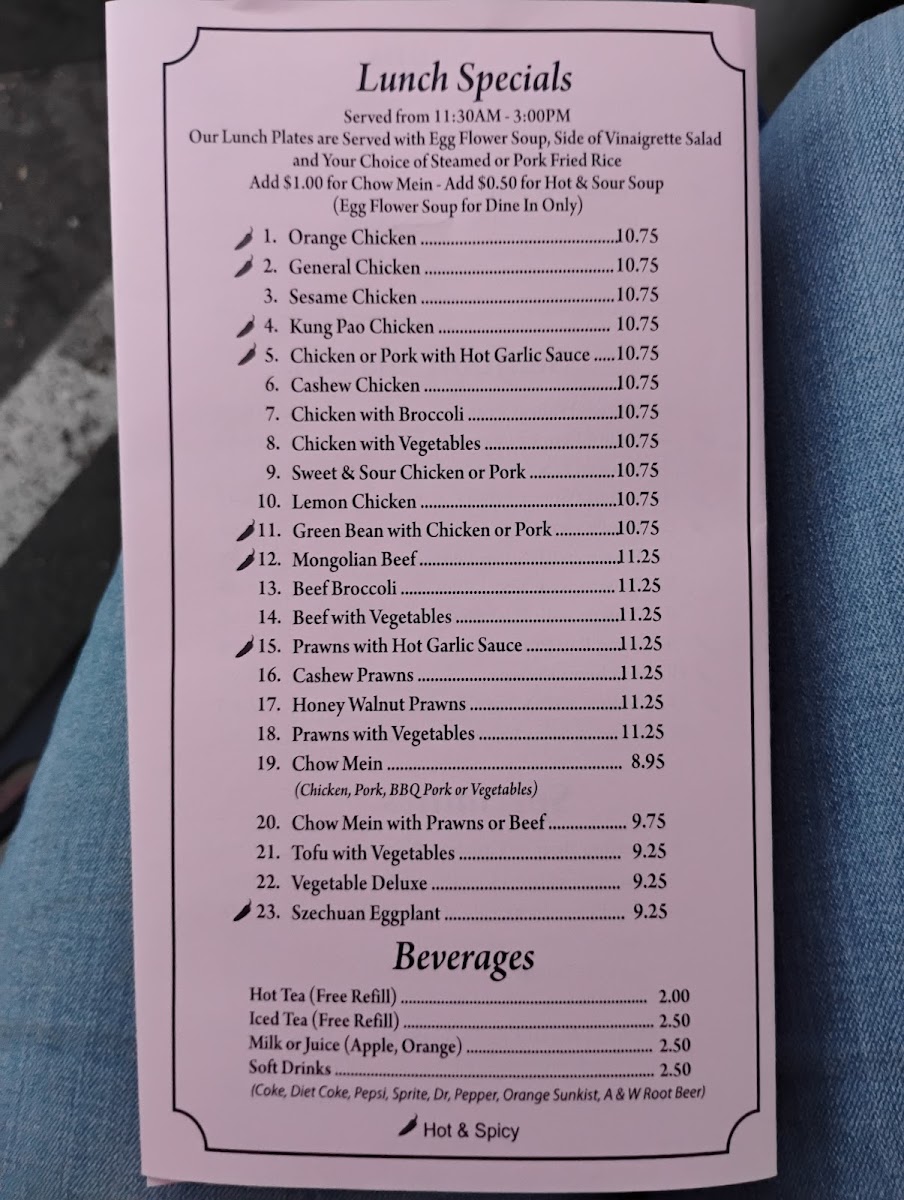 Lunch Specials
Served from 11:30AM - 3:00PM
Our Lunch Plates are Served with Egg Flower Soup, Side of Vinaigrette Salad
and Your Choice of Steamed or Pork Fried Rice
Add $1.00 for Chow Mein - Add $0.50 for Hot & Sour Soup
(Egg Flower Soup for Dine In Only)
1. Orange Chicken 10.75
2. General Chicken 10.75
3. Sesame Chicken 10.75
4. Kung Pao Chicken 10.75
5. Chicken or Pork with Hot Garlic Sauce 10.75
6. Cashew Chicken 10.75
7. Chicken with Broccoli 10.75
8. Chicken with Vegetables 10.75
9. Sweet & Sour Chicken or Pork 10.75
10. Lemon Chicken 10.75
11. Green Bean with Chicken or Pork 10.75
12. Mongolian Beef 11.25
13. Beef Broccoli 11.25
14. Beef with Vegetables 11.25
15. Prawns with Hot Garlic Sauce 11.25
16. Cashew Prawns 11.25
17. Honey Walnut Prawns 11.25
18. Prawns with Vegetables 11.25
19. Chow Mein 8.95
(Chicken, Pork, BBQ Pork or Vegetables)
20. Chow Mein with Prawns or Beef 9.75
21. Tofu with Vegetables 9.25
22. Vegetable Deluxe 9.25
23. Szechuan Eggplant 9.25
Beverages
Hot Tea (Free Refill) 2.00
Iced Tea (Free Refill) 2.50
Milk or Juice (Apple, Orange) 2.50
Soft Drinks 2.50
(Coke, Diet Coke, Pepsi, Sprite, Dr, Pepper, Orange Sunkist, A & W Root Beer)
Hot & Spicy